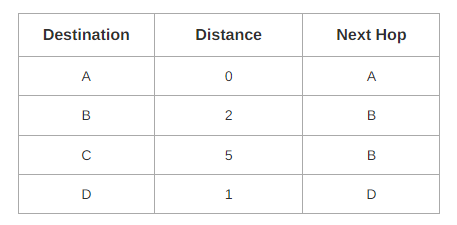 Destination Distance Next Hop
A 0 A
B 2 B
C 5 B
D 1 D